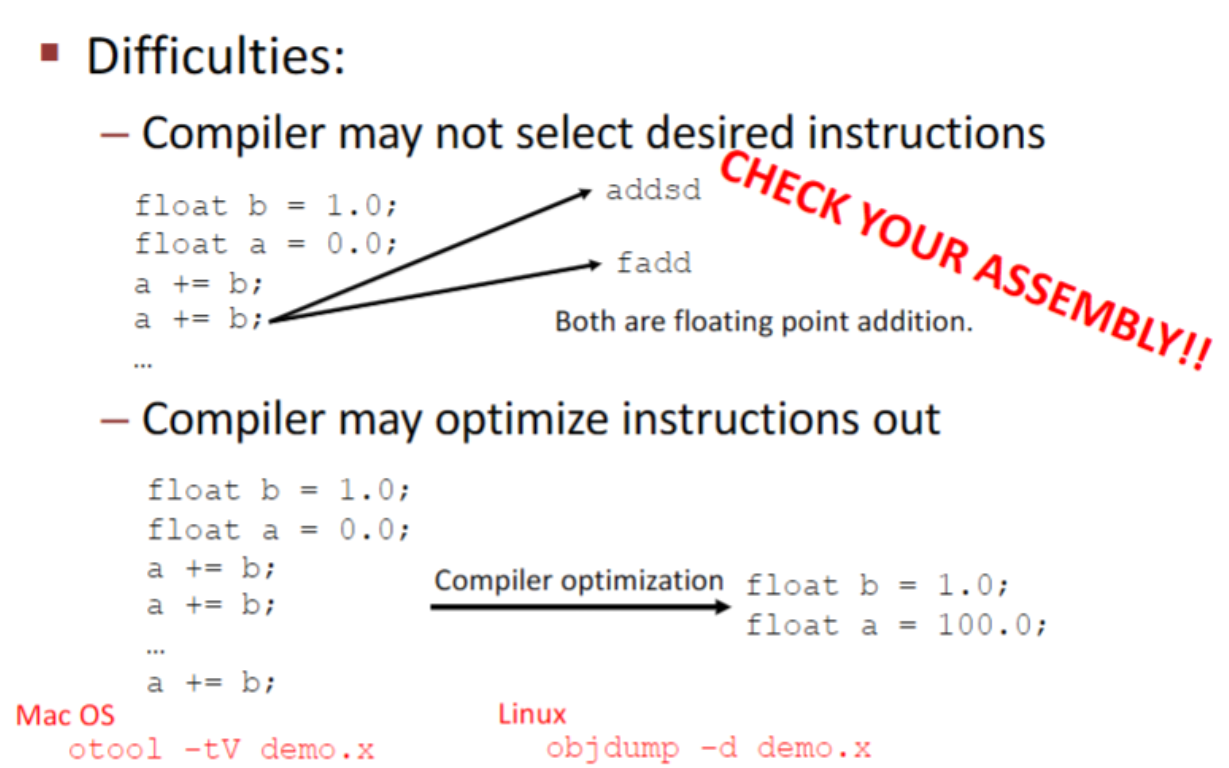 ▪ Difficulties:
– Compiler may not select desired instructions
CHECK YOUR ASSEMBLY!!
float b = 1.0;
float a = 0.0;
a += b;
a += b;
…
addsd
fadd
Both are floating point addition.
– Compiler may optimize instructions out
float b = 1.0;
float a = 0.0;
a += b;
a += b;
…
a += b;
Compiler optimization
float b = 1.0;
float a = 100.0;
Mac OS
otool -tV demo.x
Linux
objdump -d demo.x